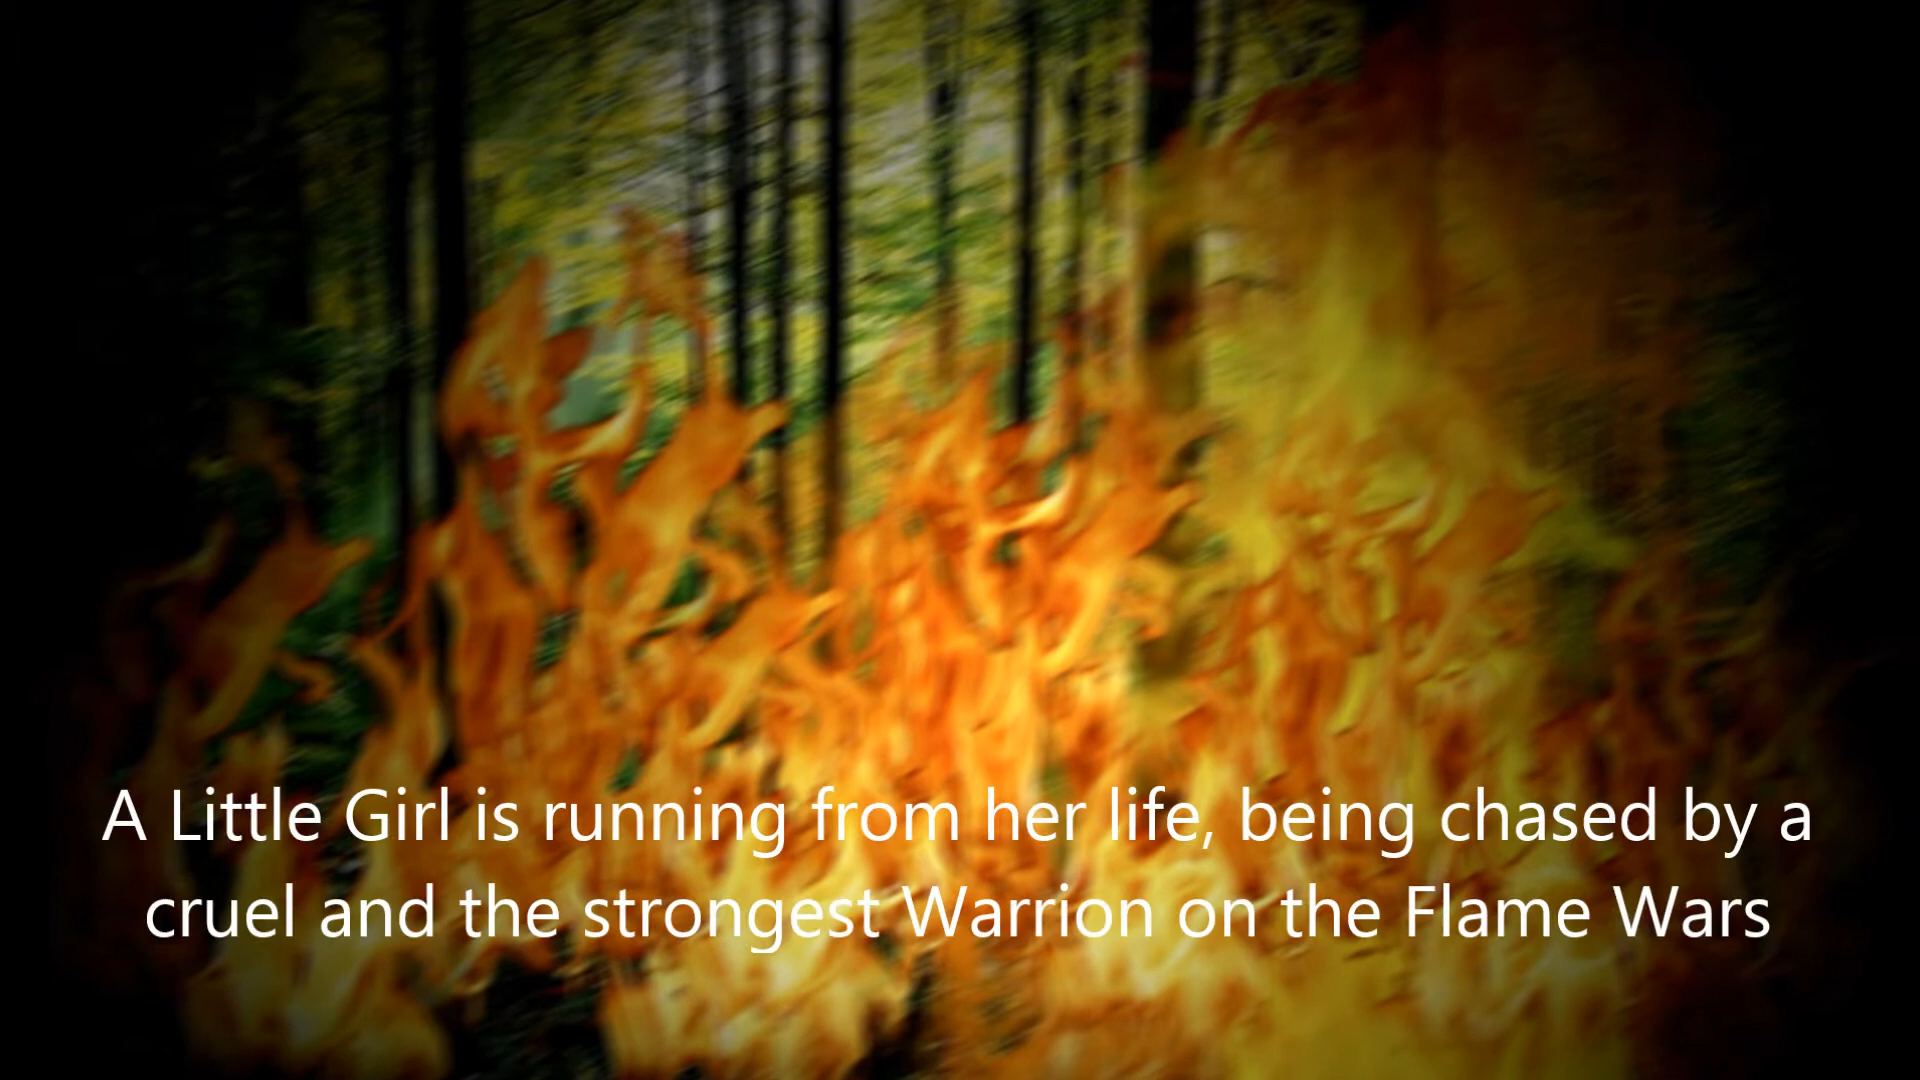 A Little Girl is running from her life, being chased by a
cruel and the strongest Warrion on the Flame Wars